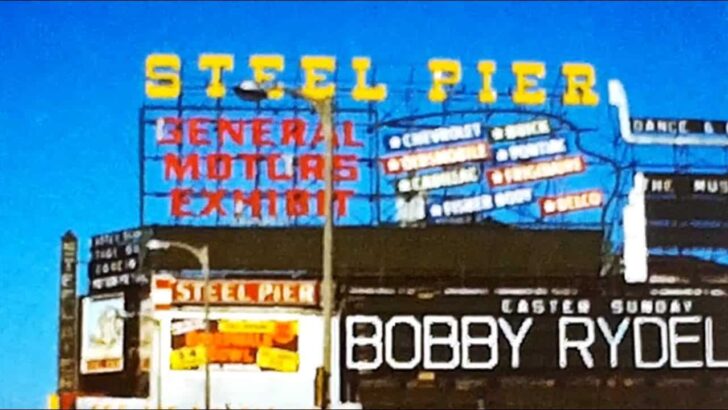 STEEL PIER
GENERAL
MOTORS
EXHIBIT
★ CHEVROLET ★ BUICK
★ OLDSMOBILE ★ PONTIAC
★ CADILLAC ★ FRIGIDAIRE
★ FISHER BODY ★ DELCO
DANCE &
STEEL PIER
EASTER SUNDAY
BOBBY RYDEL
STEEL